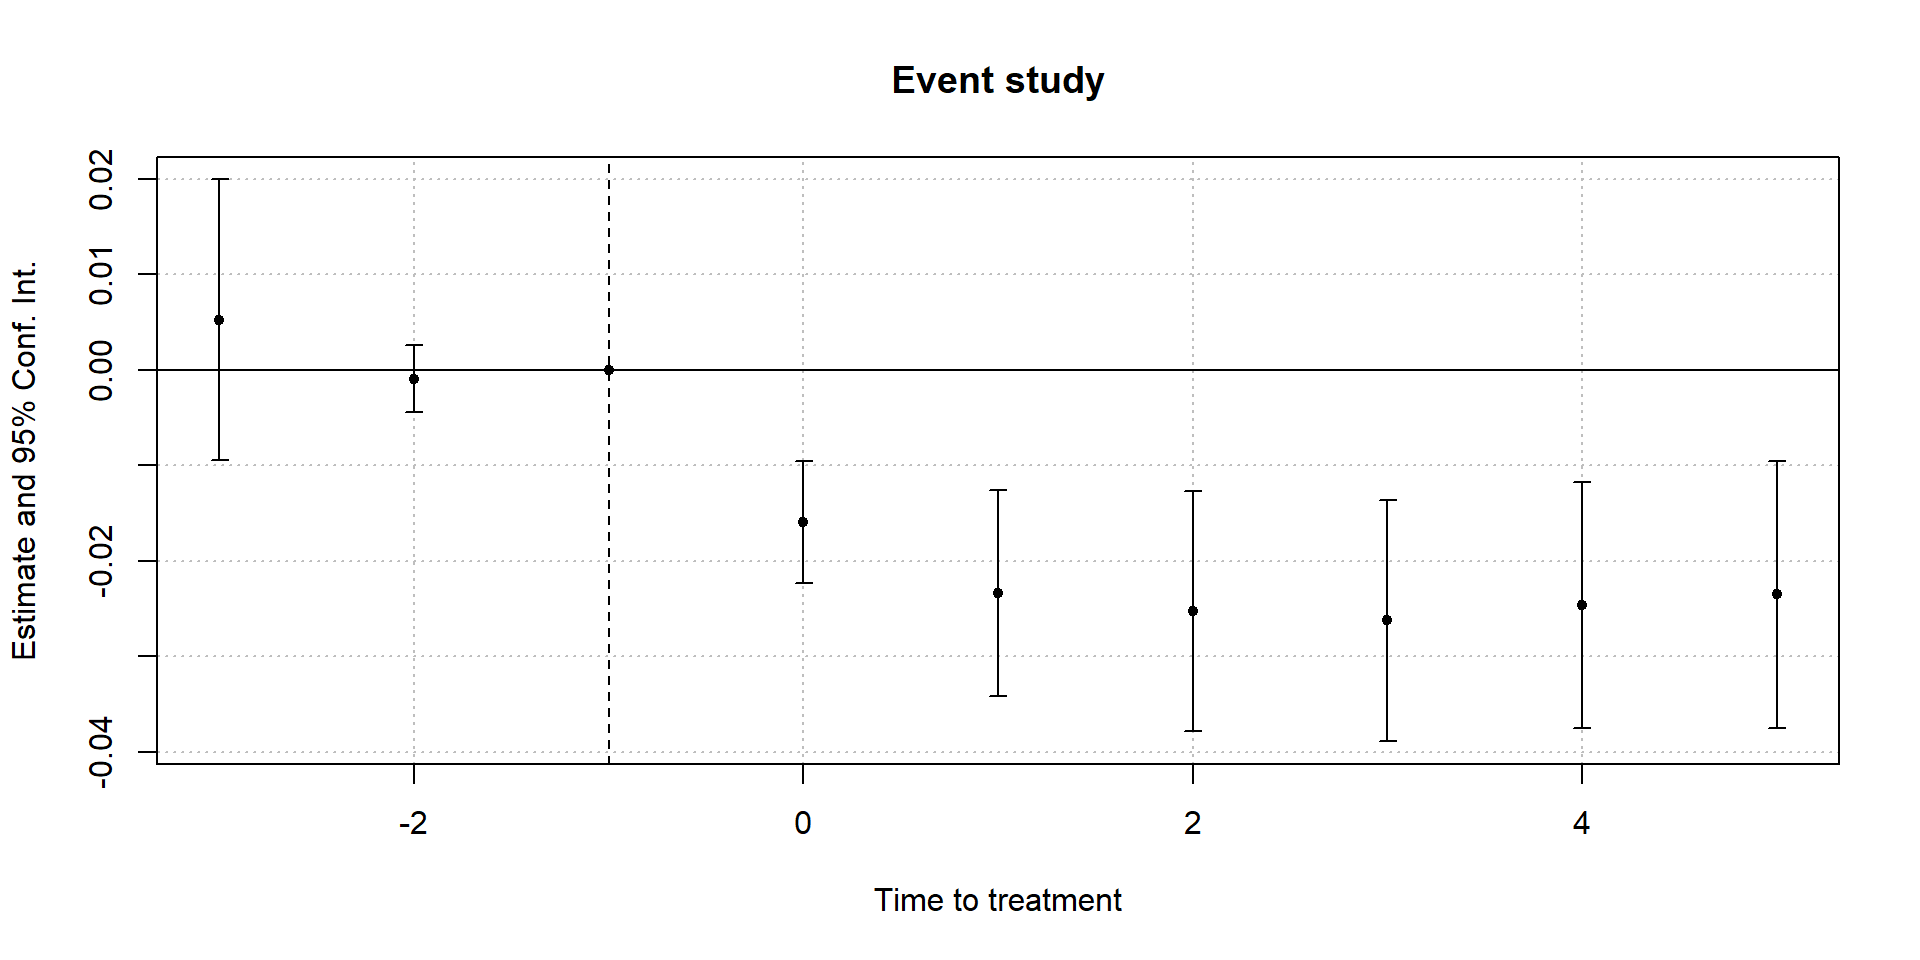 Event study
Estimate and 95% Conf. Int.
0.02
0.01
0.00
-0.02
-0.04
-2 0 2 4
Time to treatment